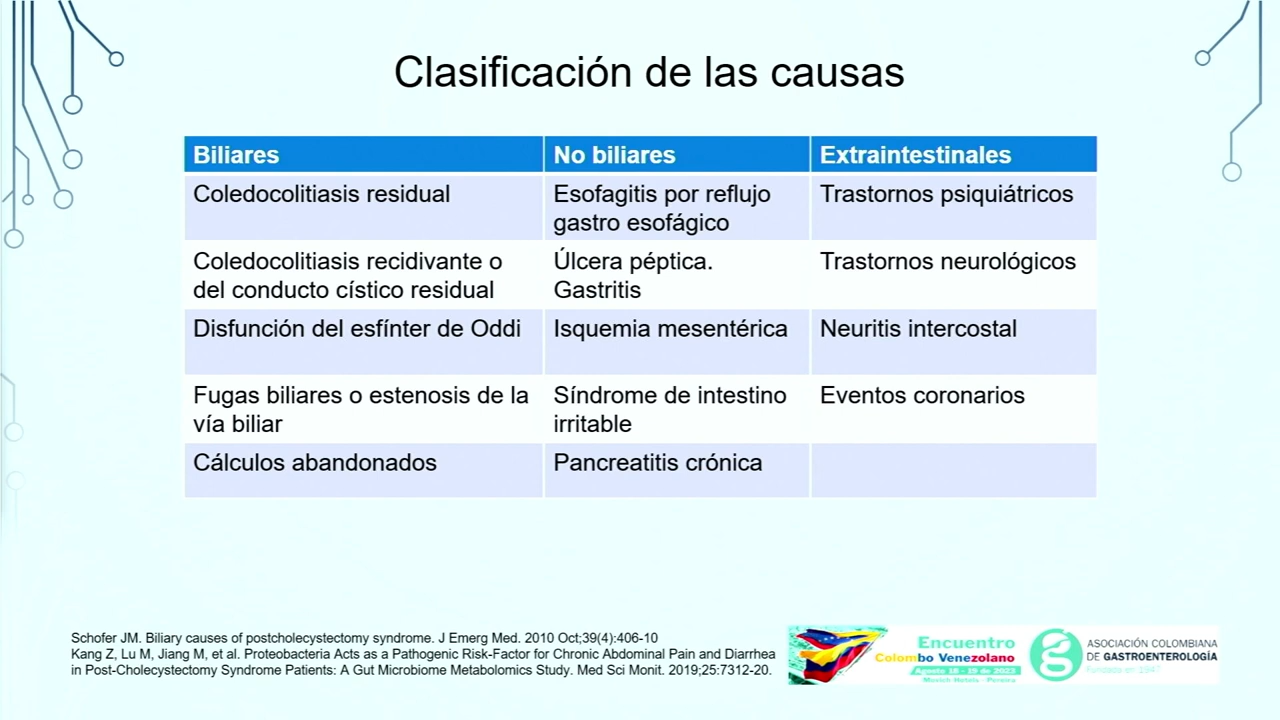 Clasificación de las causas
Biliares
No biliares
Extraintestinales
Coledocolitiasis residual
Esofagitis por reflujo
gastro esofágico
Trastornos psiquiátricos
Coledocolitiasis recidivante o
del conducto cístico residual
Úlcera péptica.
Gastritis
Trastornos neurológicos
Disfunción del esfínter de Oddi
Isquemia mesentérica
Neuritis intercostal
Fugas biliares o estenosis de la
vía biliar
Síndrome de intestino
irritable
Eventos coronarios
Cálculos abandonados
Pancreatitis crónica
Schofer JM. Biliary causes of postcholecystectomy syndrome. J Emerg Med. 2010 Oct;39(4):406-10
Kang Z, Lu M, Jiang M, et al. Proteobacteria Acts as a Pathogenic Risk-Factor for Chronic Abdominal Pain and Diarrhea
in Post-Cholecystectomy Syndrome Patients: A Gut Microbiome Metabolomics Study. Med Sci Monit. 2019;25:7312-20.
Encuentro
Colombo Venezolano
ASOCIACIÓN COLOMBIANA
DE GASTROENTEROLOGÍA
Fundada en 1947